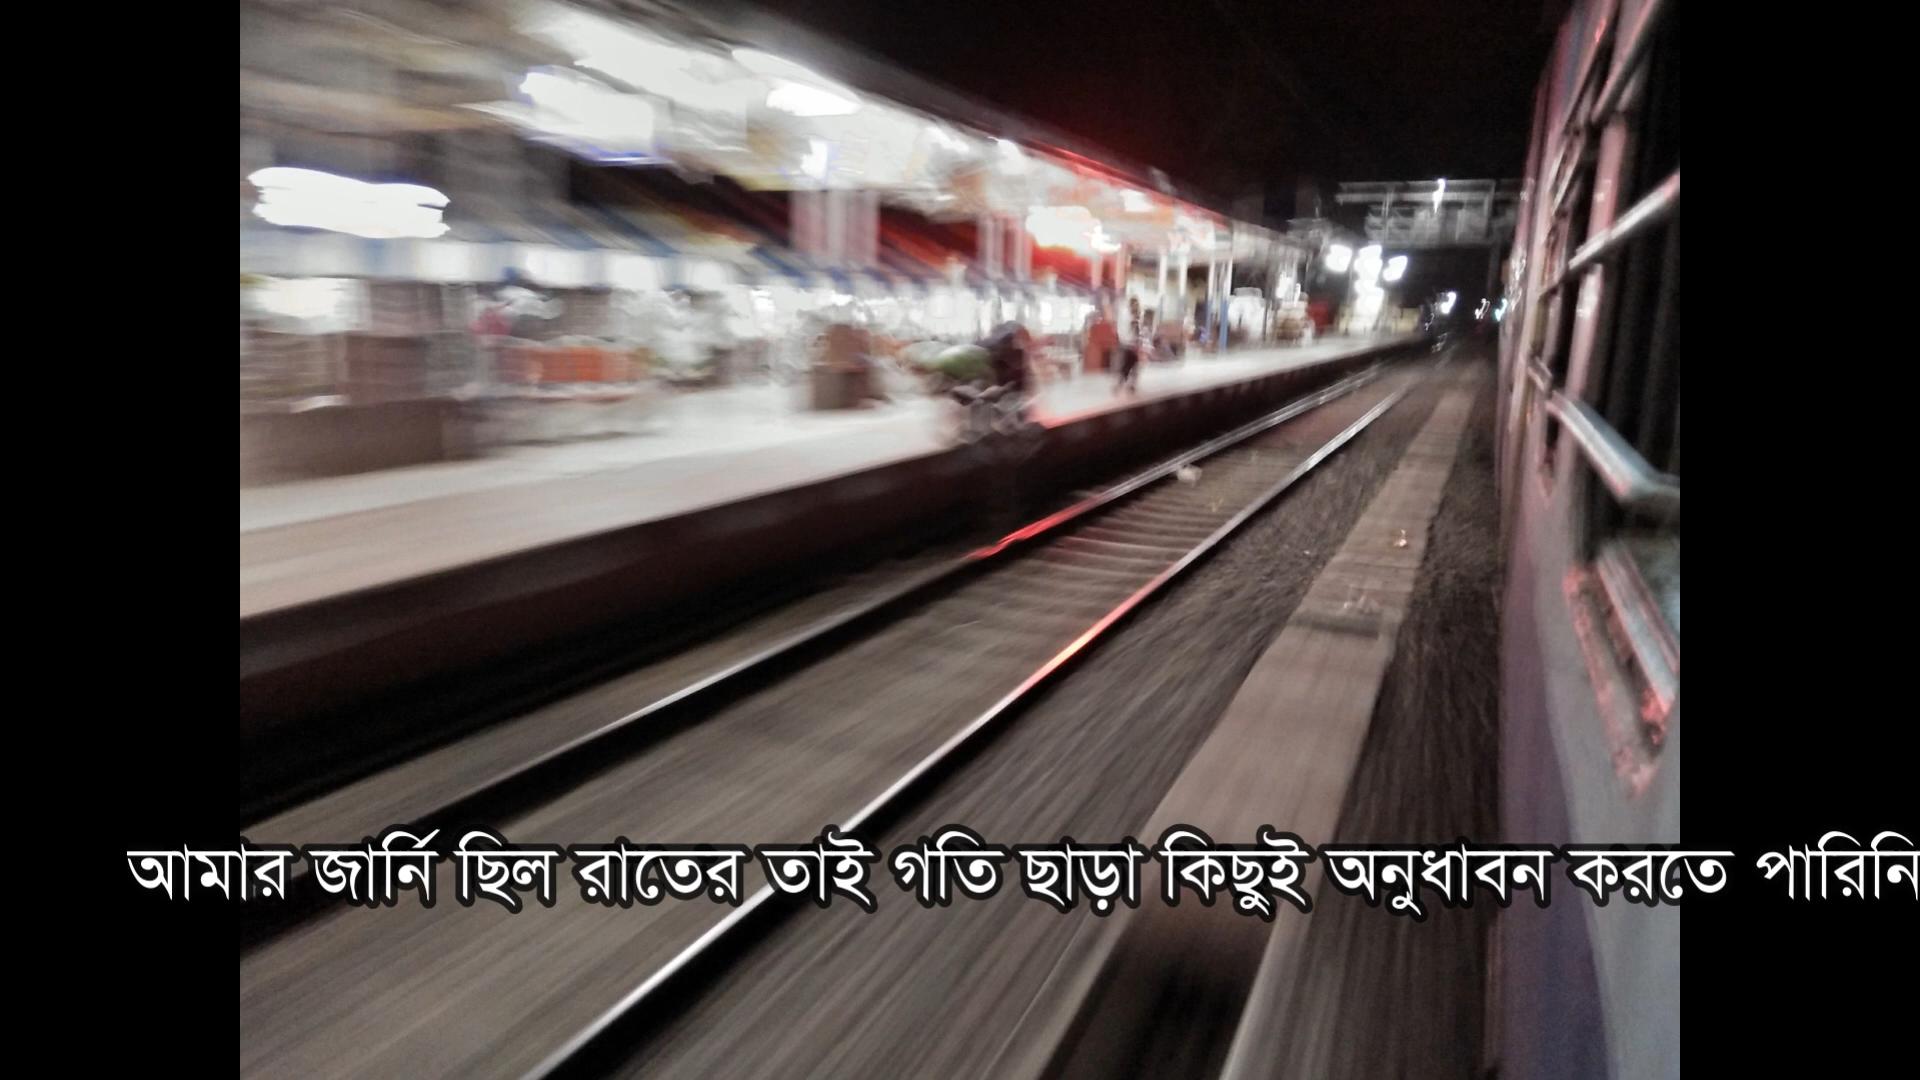 আমার জার্নি ছিল রাতের তাই গতি ছাড়া কিছুই অনুধাবন করতে পারিনি